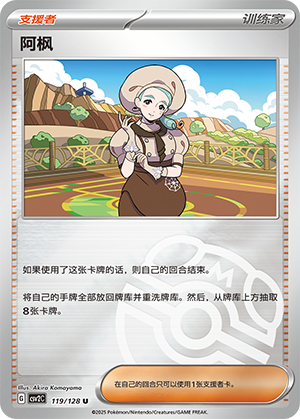 支援者
训练家
阿枫
如果使用了这张卡牌的话，则自己的回合结束。
将自己的手牌全部放回牌库并重洗牌库。然后，从牌库上方抽取
8张卡牌。
Illus. Akira Komayama
G CSV2C 119/128 U
在自己的回合只可以使用1张支援者卡。
©2025 Pokémon/Nintendo/Creatures/GAME FREAK.